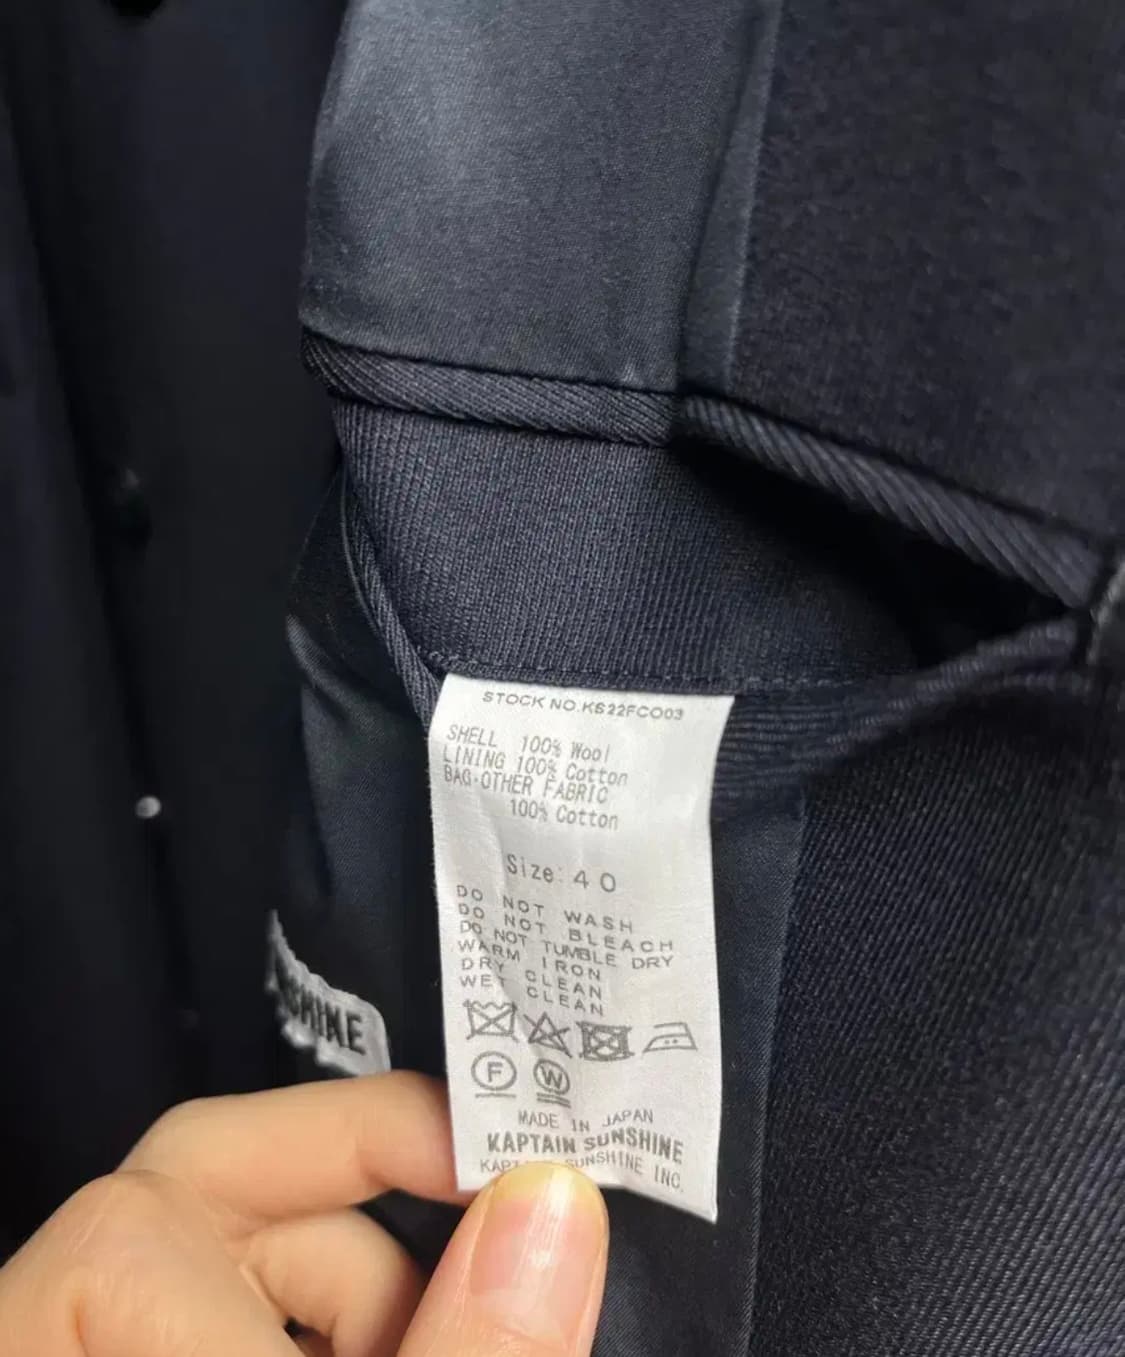 STOCK NO.KS22FCO03
SHELL 100% Wool
LINING 100% Cotton
BAG·OTHER FABRIC
100% Cotton
Size:40
DO NOT WASH
DO NOT BLEACH
DO NOT TUMBLE DRY
WARM IRON
DRY CLEAN
WET CLEAN
F W
MADE IN JAPAN
KAPTAIN SUNSHINE
SUNSHINE INC.